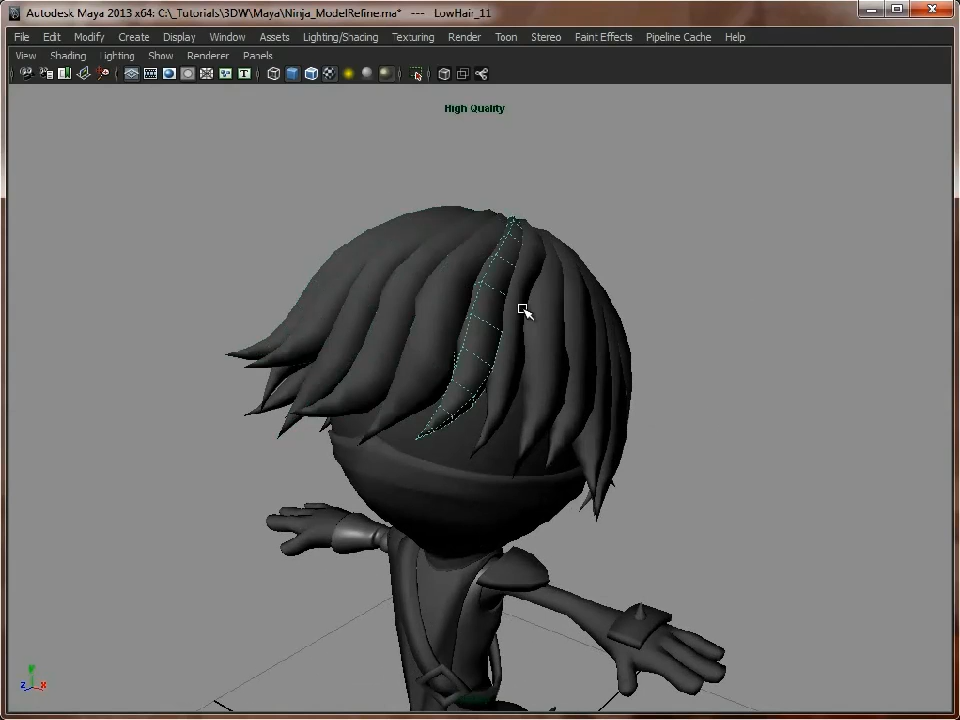 Autodesk Maya 2013 x64: C:\_Tutorials\3DW\Maya\Ninja_ModelRefine.ma* --- LowHair_11
File Edit Modify Create Display Window Assets Lighting/Shading Texturing Render Toon Stereo Faint Effects Pipeline Cache Help
View Shading Lighting Show Renderer Panels
High Quality
Y
Z X